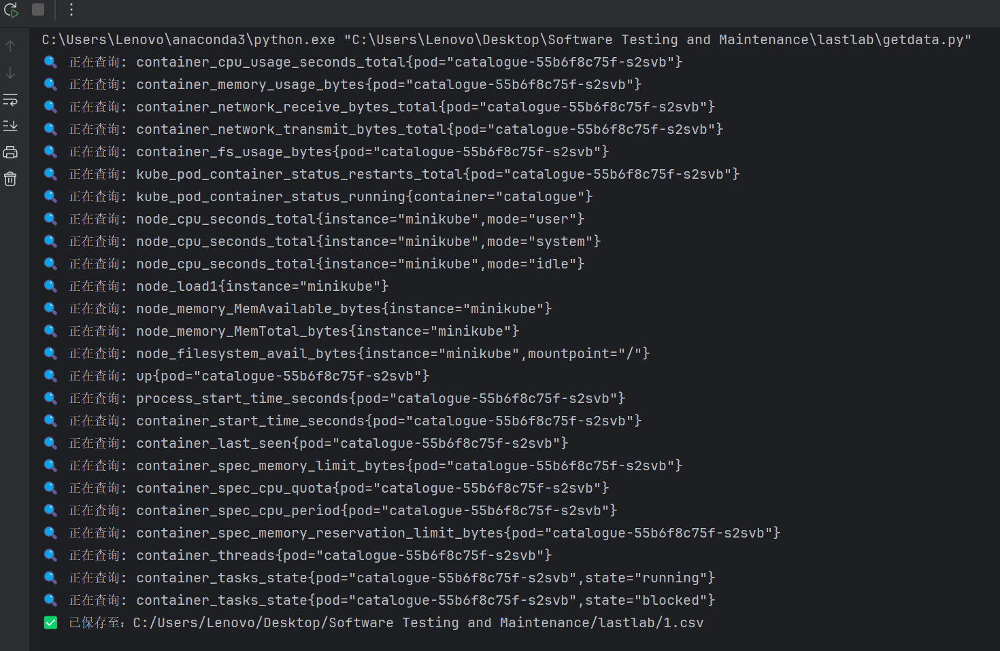 C:\Users\Lenovo\anaconda3\python.exe "C:\Users\Lenovo\Desktop\Software Testing and Maintenance\lastlab\getdata.py"
🔍 正在查询: container_cpu_usage_seconds_total{pod="catalogue-55b6f8c75f-s2svb"}
🔍 正在查询: container_memory_usage_bytes{pod="catalogue-55b6f8c75f-s2svb"}
🔍 正在查询: container_network_receive_bytes_total{pod="catalogue-55b6f8c75f-s2svb"}
🔍 正在查询: container_network_transmit_bytes_total{pod="catalogue-55b6f8c75f-s2svb"}
🔍 正在查询: container_fs_usage_bytes{pod="catalogue-55b6f8c75f-s2svb"}
🔍 正在查询: kube_pod_container_status_restarts_total{pod="catalogue-55b6f8c75f-s2svb"}
🔍 正在查询: kube_pod_container_status_running{container="catalogue"}
🔍 正在查询: node_cpu_seconds_total{instance="minikube",mode="user"}
🔍 正在查询: node_cpu_seconds_total{instance="minikube",mode="system"}
🔍 正在查询: node_cpu_seconds_total{instance="minikube",mode="idle"}
🔍 正在查询: node_load1{instance="minikube"}
🔍 正在查询: node_memory_MemAvailable_bytes{instance="minikube"}
🔍 正在查询: node_memory_MemTotal_bytes{instance="minikube"}
🔍 正在查询: node_filesystem_avail_bytes{instance="minikube",mountpoint="/"}
🔍 正在查询: up{pod="catalogue-55b6f8c75f-s2svb"}
🔍 正在查询: process_start_time_seconds{pod="catalogue-55b6f8c75f-s2svb"}
🔍 正在查询: container_start_time_seconds{pod="catalogue-55b6f8c75f-s2svb"}
🔍 正在查询: container_last_seen{pod="catalogue-55b6f8c75f-s2svb"}
🔍 正在查询: container_spec_memory_limit_bytes{pod="catalogue-55b6f8c75f-s2svb"}
🔍 正在查询: container_spec_cpu_quota{pod="catalogue-55b6f8c75f-s2svb"}
🔍 正在查询: container_spec_cpu_period{pod="catalogue-55b6f8c75f-s2svb"}
🔍 正在查询: container_spec_memory_reservation_limit_bytes{pod="catalogue-55b6f8c75f-s2svb"}
🔍 正在查询: container_threads{pod="catalogue-55b6f8c75f-s2svb"}
🔍 正在查询: container_tasks_state{pod="catalogue-55b6f8c75f-s2svb",state="running"}
🔍 正在查询: container_tasks_state{pod="catalogue-55b6f8c75f-s2svb",state="blocked"}
✅ 已保存至：C:/Users/Lenovo/Desktop/Software Testing and Maintenance/lastlab/1.csv